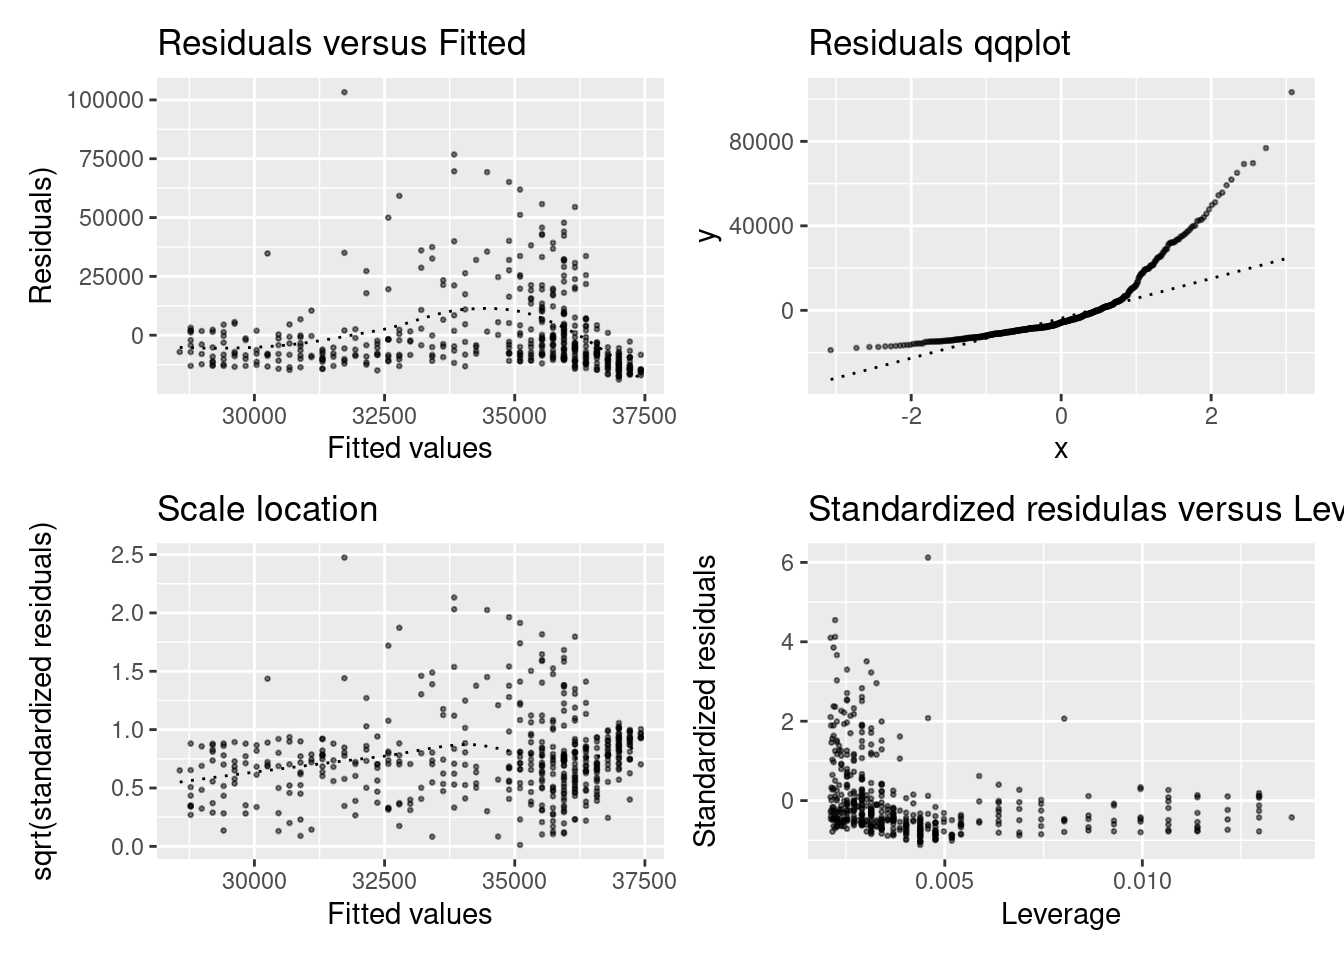 Residuals versus Fitted
Residuals)
100000
75000
50000
25000
0
30000 32500 35000 37500
Fitted values
Residuals qqplot
y
80000
40000
0
-2 0 2
x
Scale location
sqrt(standardized residuals)
2.5
2.0
1.5
1.0
0.5
0.0
30000 32500 35000 37500
Fitted values
Standardized residulas versus Lev
Standardized residuals
6
4
2
0
0.005 0.010
Leverage